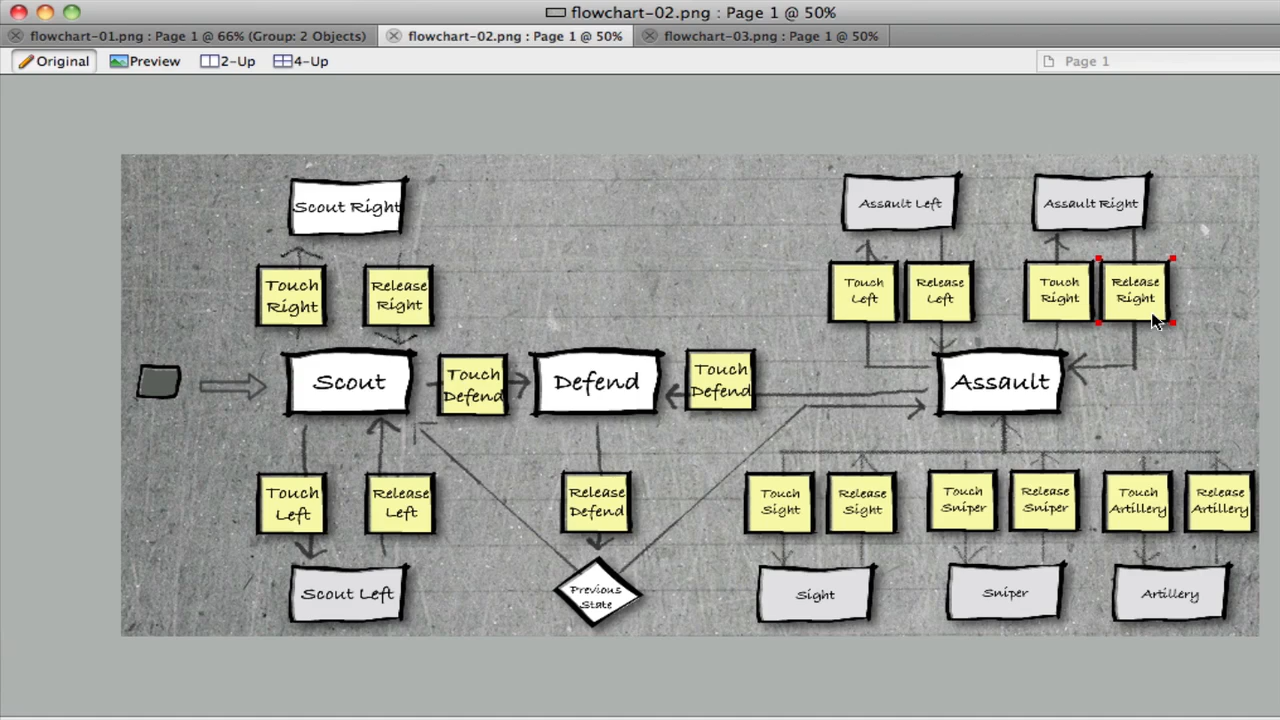 flowchart-02.png : Page 1 @ 50%
flowchart-01.png : Page 1 @ 66% (Group: 2 Objects)
flowchart-02.png : Page 1 @ 50%
flowchart-03.png : Page 1 @ 50%
Original
Preview
2-Up
4-Up
Page 1
Scout Right
Assault Left
Assault Right
Touch
Right
Release
Right
Touch
Left
Release
Left
Touch
Right
Release
Right
Scout
Touch
Defend
Defend
Touch
Defend
Assault
Touch
Left
Release
Left
Release
Defend
Touch
Sight
Release
Sight
Touch
Sniper
Release
Sniper
Touch
Artillery
Release
Artillery
Scout Left
Previous
State
Sight
Sniper
Artillery